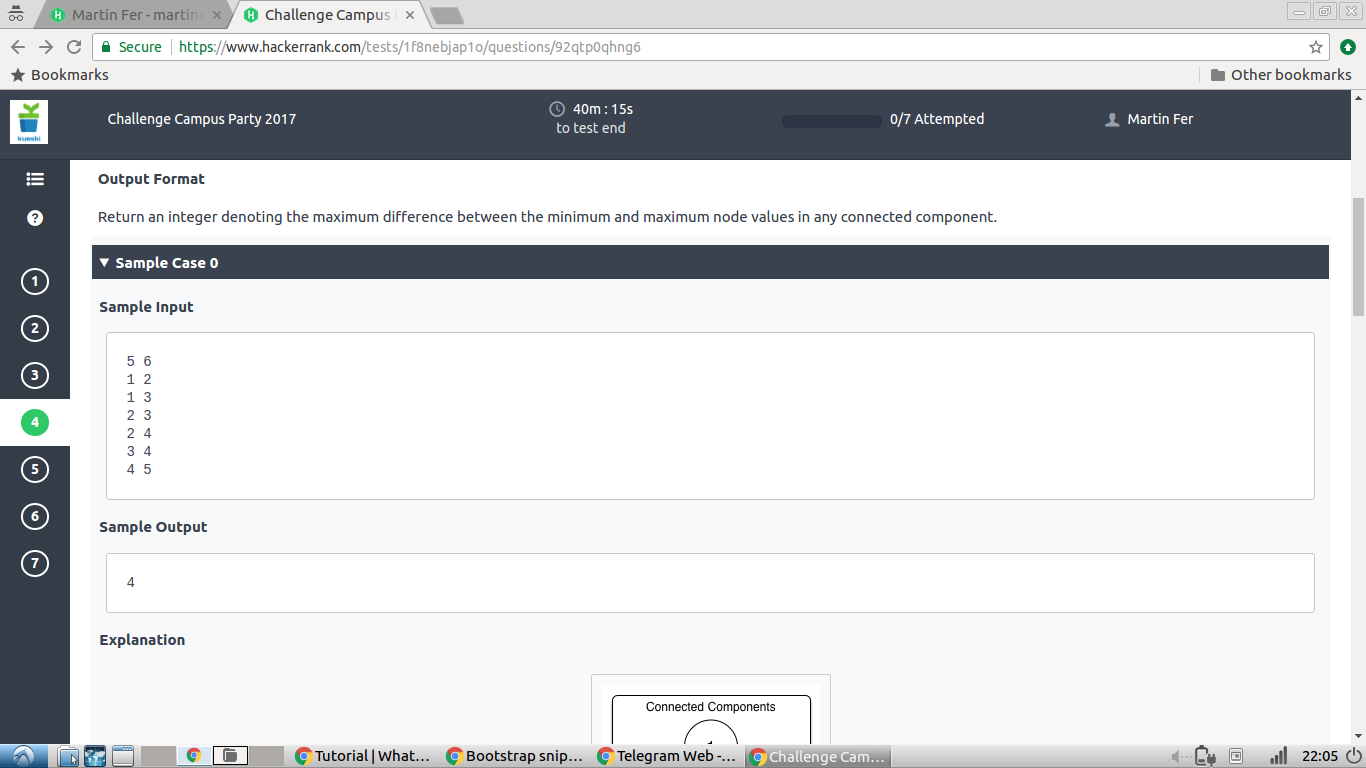 Martin Fer - martin
Challenge Campus
Secure
https://www.hackerrank.com/tests/1f8nebjap1o/questions/92qtp0qhng6
Bookmarks
Other bookmarks
kueski
Challenge Campus Party 2017
40m : 15s
to test end
0/7 Attempted
Martin Fer
?
1
2
3
4
5
6
7
Output Format
Return an integer denoting the maximum difference between the minimum and maximum node values in any connected component.
Sample Case 0
Sample Input
5 6
1 2
1 3
2 3
2 4
3 4
4 5
Sample Output
4
Explanation
Connected Components
Tutorial | What...
Bootstrap snip...
Telegram Web -...
Challenge Cam...
22:05